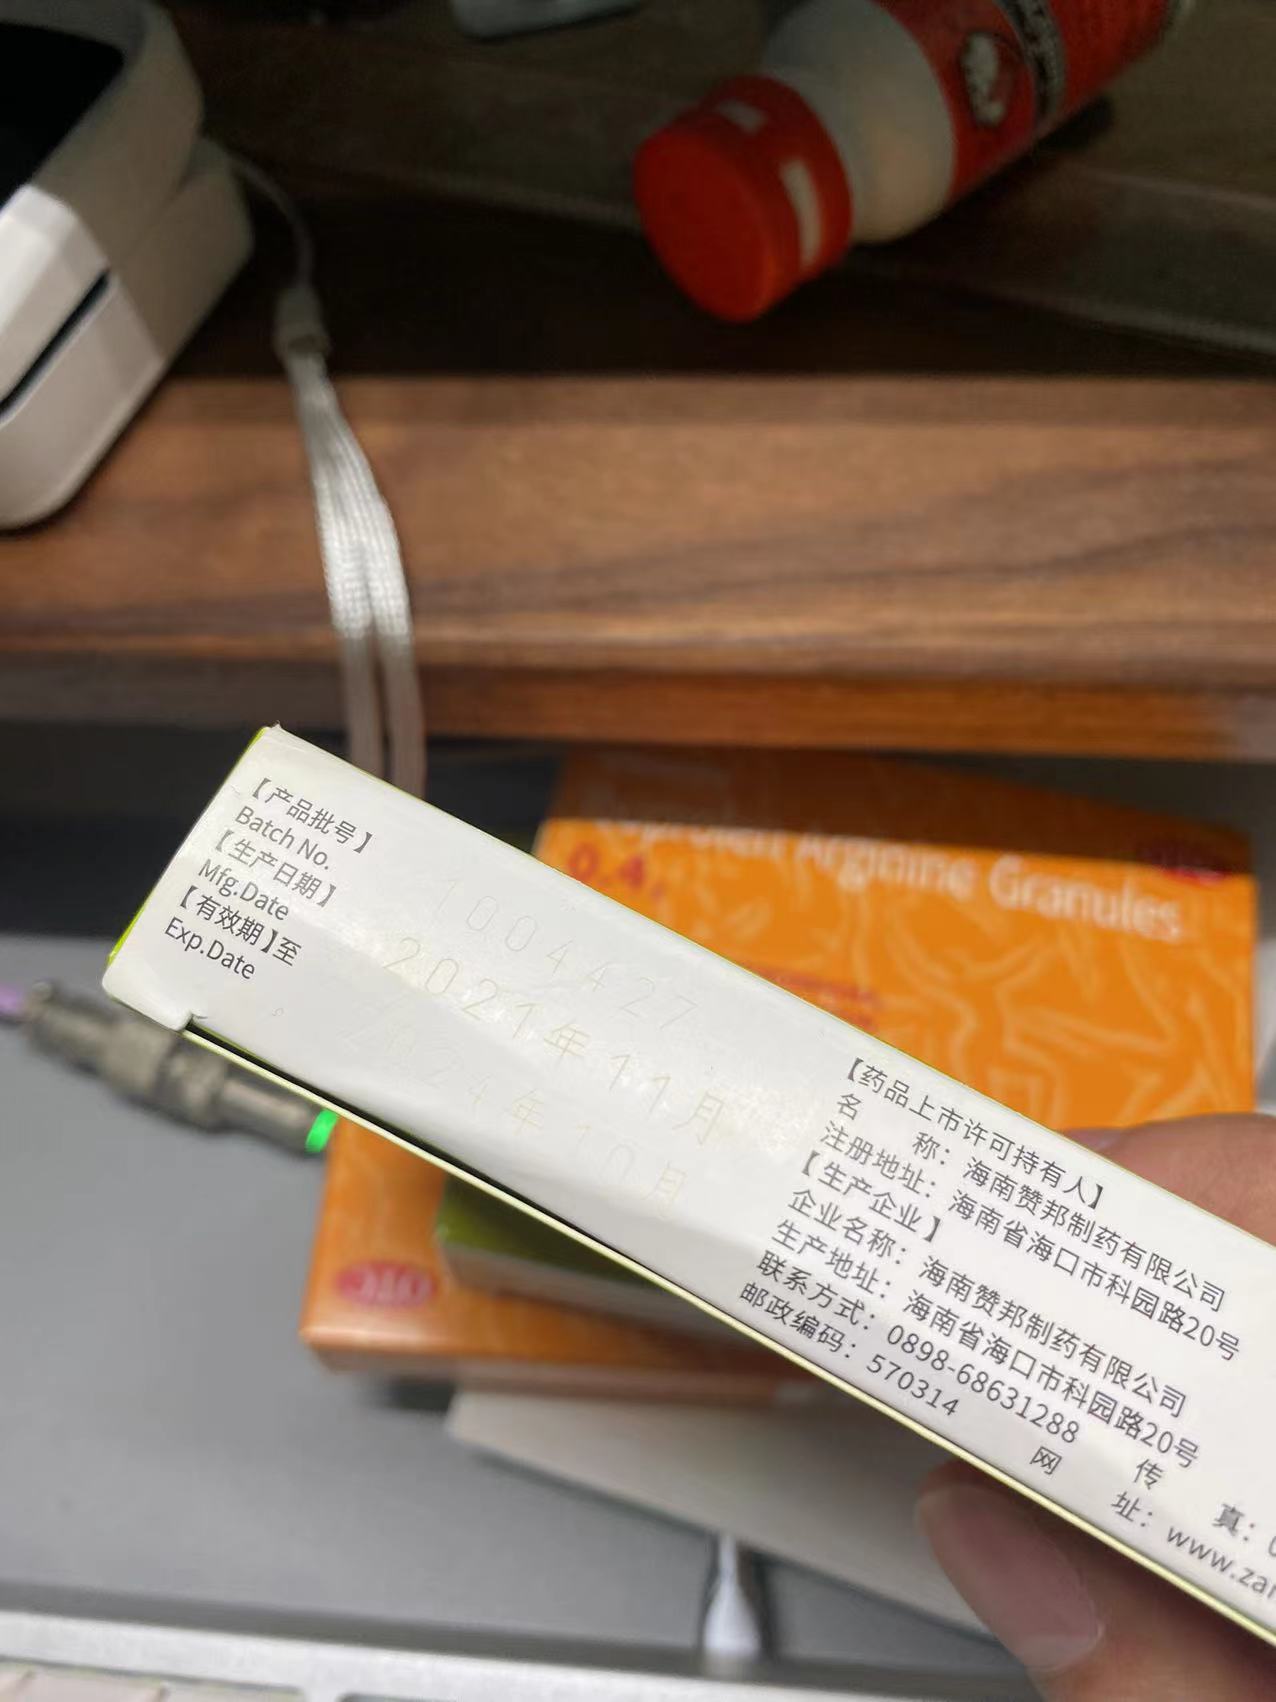 【产品批号】
Batch No.
1004427
【生产日期】
Mfg.Date
2021年11月
【有效期】至
Exp.Date
2024年10月
【药品上市许可持有人】
名 称：海南赞邦制药有限公司
注册地址：海南省海口市科园路20号
【生产企业】
企业名称：海南赞邦制药有限公司
生产地址：海南省海口市科园路20号
联系方式：0898-68631288 传 真：
邮政编码：570314 网 址：www.zam
Arginine Granules
0.4